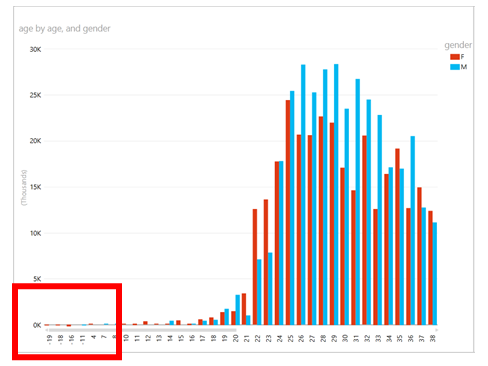 age by age, and gender
gender
F
M
30K
25K
20K
15K
10K
5K
0K
(Thousands)
-19 -18 -16 -11 4 7 8 10 11 12 13 14 15 16 17 18 19 20 21 22 23 24 25 26 27 28 29 30 31 32 33 34 35 36 37 38